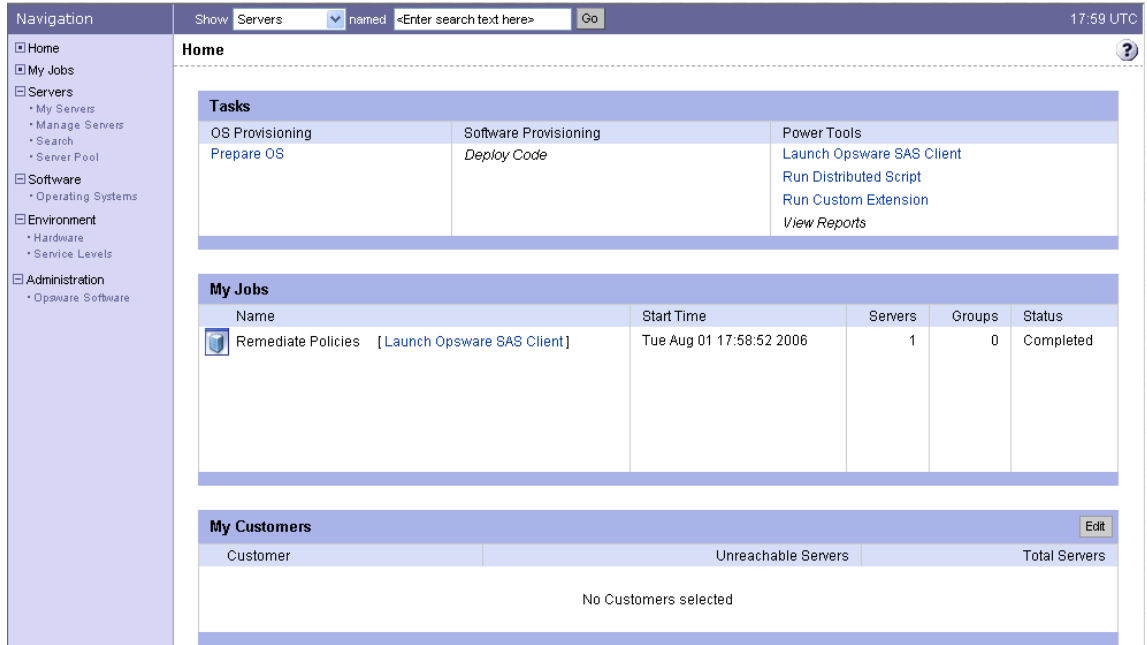 Navigation
Show Servers named <Enter search text here> Go 17:59 UTC
Home
My Jobs
Servers
My Servers
Manage Servers
Search
Server Pool
Software
Operating Systems
Environment
Hardware
Service Levels
Administration
Opsware Software
Home ?
Tasks
OS Provisioning Software Provisioning Power Tools
Prepare OS Deploy Code Launch Opsware SAS Client
Run Distributed Script
Run Custom Extension
View Reports
My Jobs
Name Start Time Servers Groups Status
Remediate Policies [ Launch Opsware SAS Client ] Tue Aug 01 17:58:52 2006 1 0 Completed
My Customers Edit
Customer Unreachable Servers Total Servers
No Customers selected